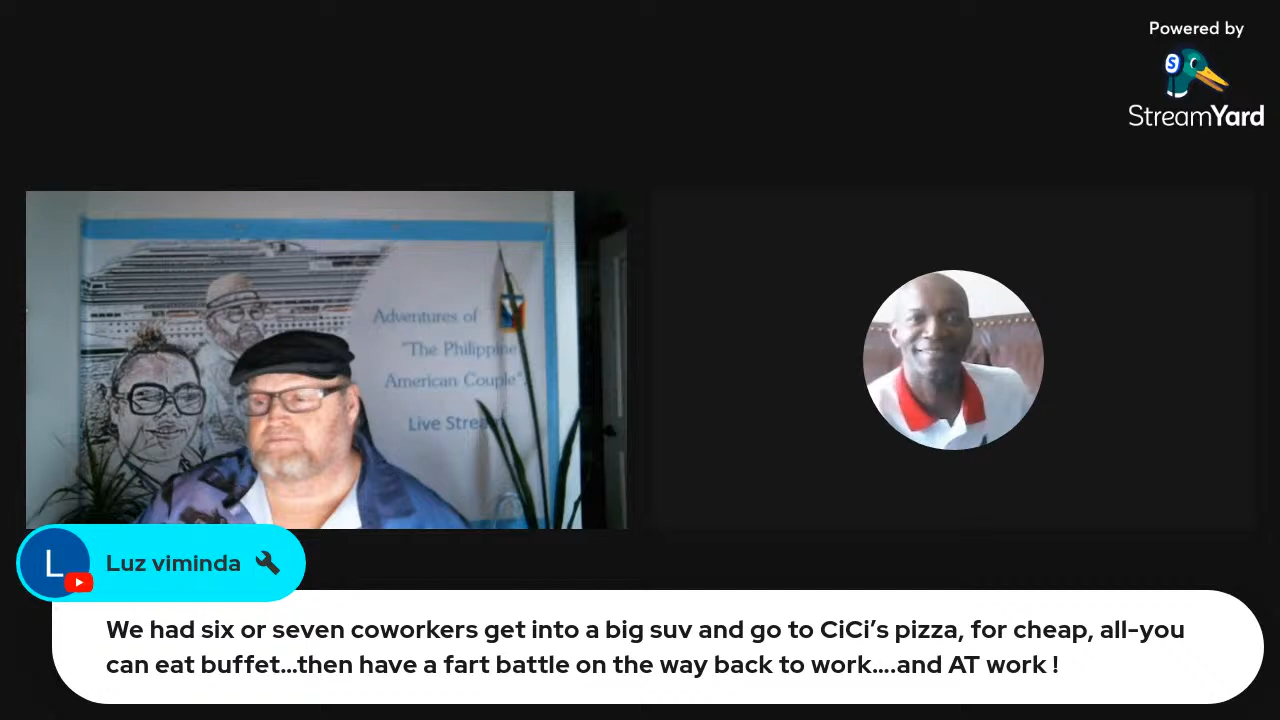 Powered by
S
StreamYard
Adventures of
"The Philippine
American Couple"
Live Stream
L
Luz viminda
We had six or seven coworkers get into a big suv and go to CiCi’s pizza, for cheap, all-you
can eat buffet...then have a fart battle on the way back to work....and AT work !